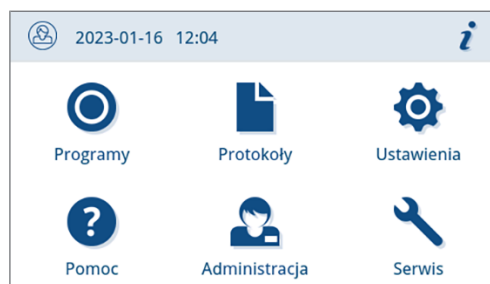 2023-01-16 12:04 i
Programy Protokoły Ustawienia
?
Pomoc Administracja Serwis